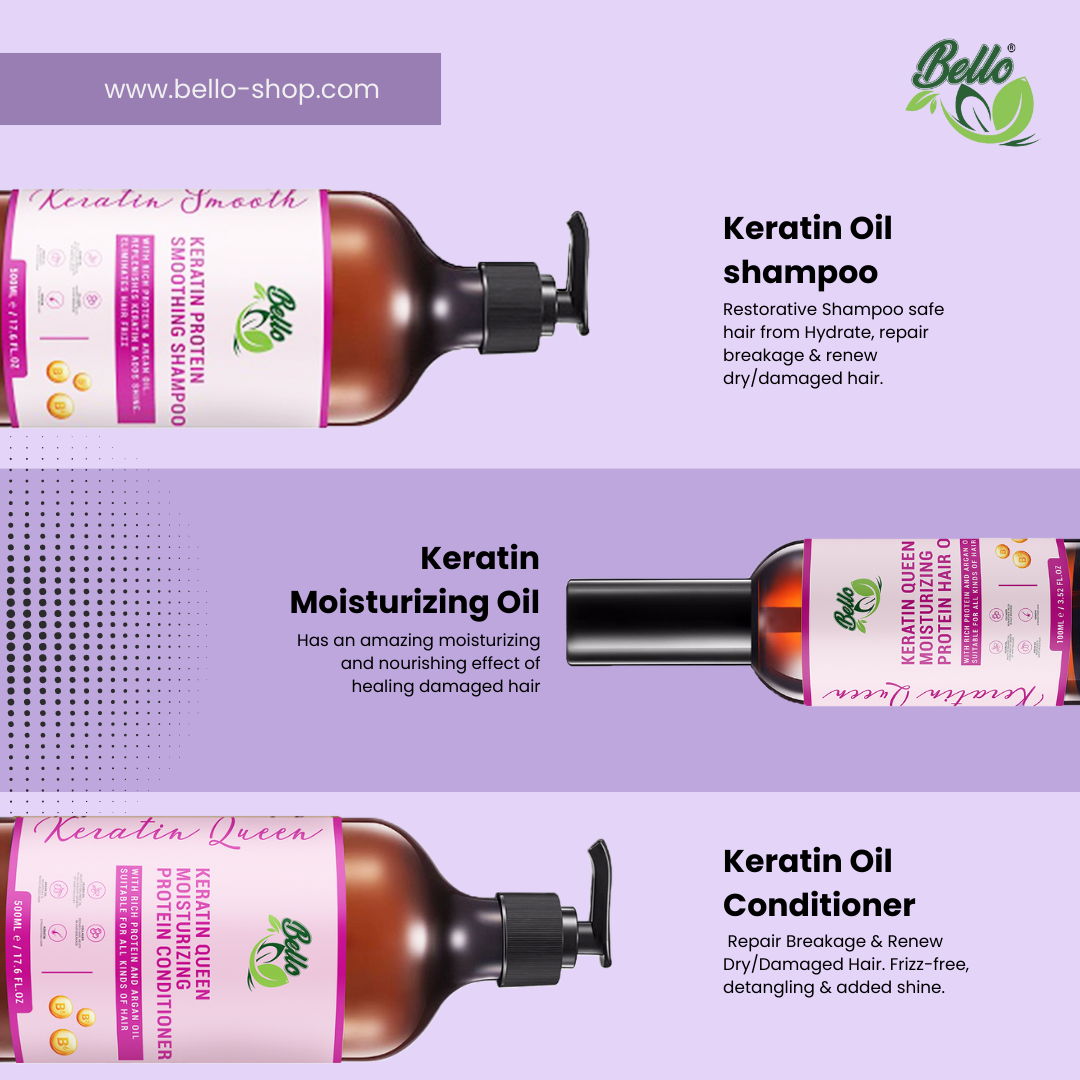 www.bello-shop.com
Bello®
Keratin Smooth
KERATIN PROTEIN
SMOOTHING SHAMPOO
WITH RICH PROTEIN & ARGAN OIL.
REPLENISHES KERATIN & ADDS SHINE.
ELIMINATES HAIR FRIZZ
500ML ℮ / 17.6 FL.OZ
Bello
Keratin Oil
shampoo
Restorative Shampoo safe
hair from Hydrate, repair
breakage & renew
dry/damaged hair.
Keratin
Moisturizing Oil
Has an amazing moisturizing
and nourishing effect of
healing damaged hair
Bello
KERATIN QUEEN
MOISTURIZING
PROTEIN HAIR O
WITH RICH PROTEIN AND ARGAN O
SUITABLE FOR ALL KINDS OF HAIR
100ML ℮ / 3.52 FL.OZ
Keratin Queen
Keratin Queen
KERATIN QUEEN
MOISTURIZING
PROTEIN CONDITIONER
WITH RICH PROTEIN AND ARGAN OIL
SUITABLE FOR ALL KINDS OF HAIR
500ML ℮ / 17.6 FL.OZ
Bello
Keratin Oil
Conditioner
Repair Breakage & Renew
Dry/Damaged Hair. Frizz-free,
detangling & added shine.